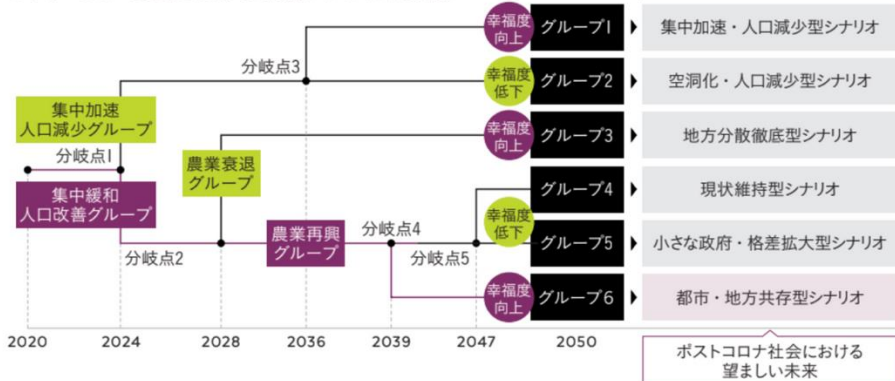 幸福度
向上
グループ1
集中加速・人口減少型シナリオ
分岐点3
幸福度
低下
グループ2
空洞化・人口減少型シナリオ
集中加速
人口減少グループ
幸福度
向上
グループ3
地方分散徹底型シナリオ
分岐点1
農業衰退
グループ
グループ4
現状維持型シナリオ
集中緩和
人口改善グループ
幸福度
低下
分岐点4
農業再興
グループ
グループ5
小さな政府・格差拡大型シナリオ
分岐点2
分岐点5
幸福度
向上
グループ6
都市・地方共存型シナリオ
2020
2024
2028
2036
2039
2047
2050
ポストコロナ社会における
望ましい未来